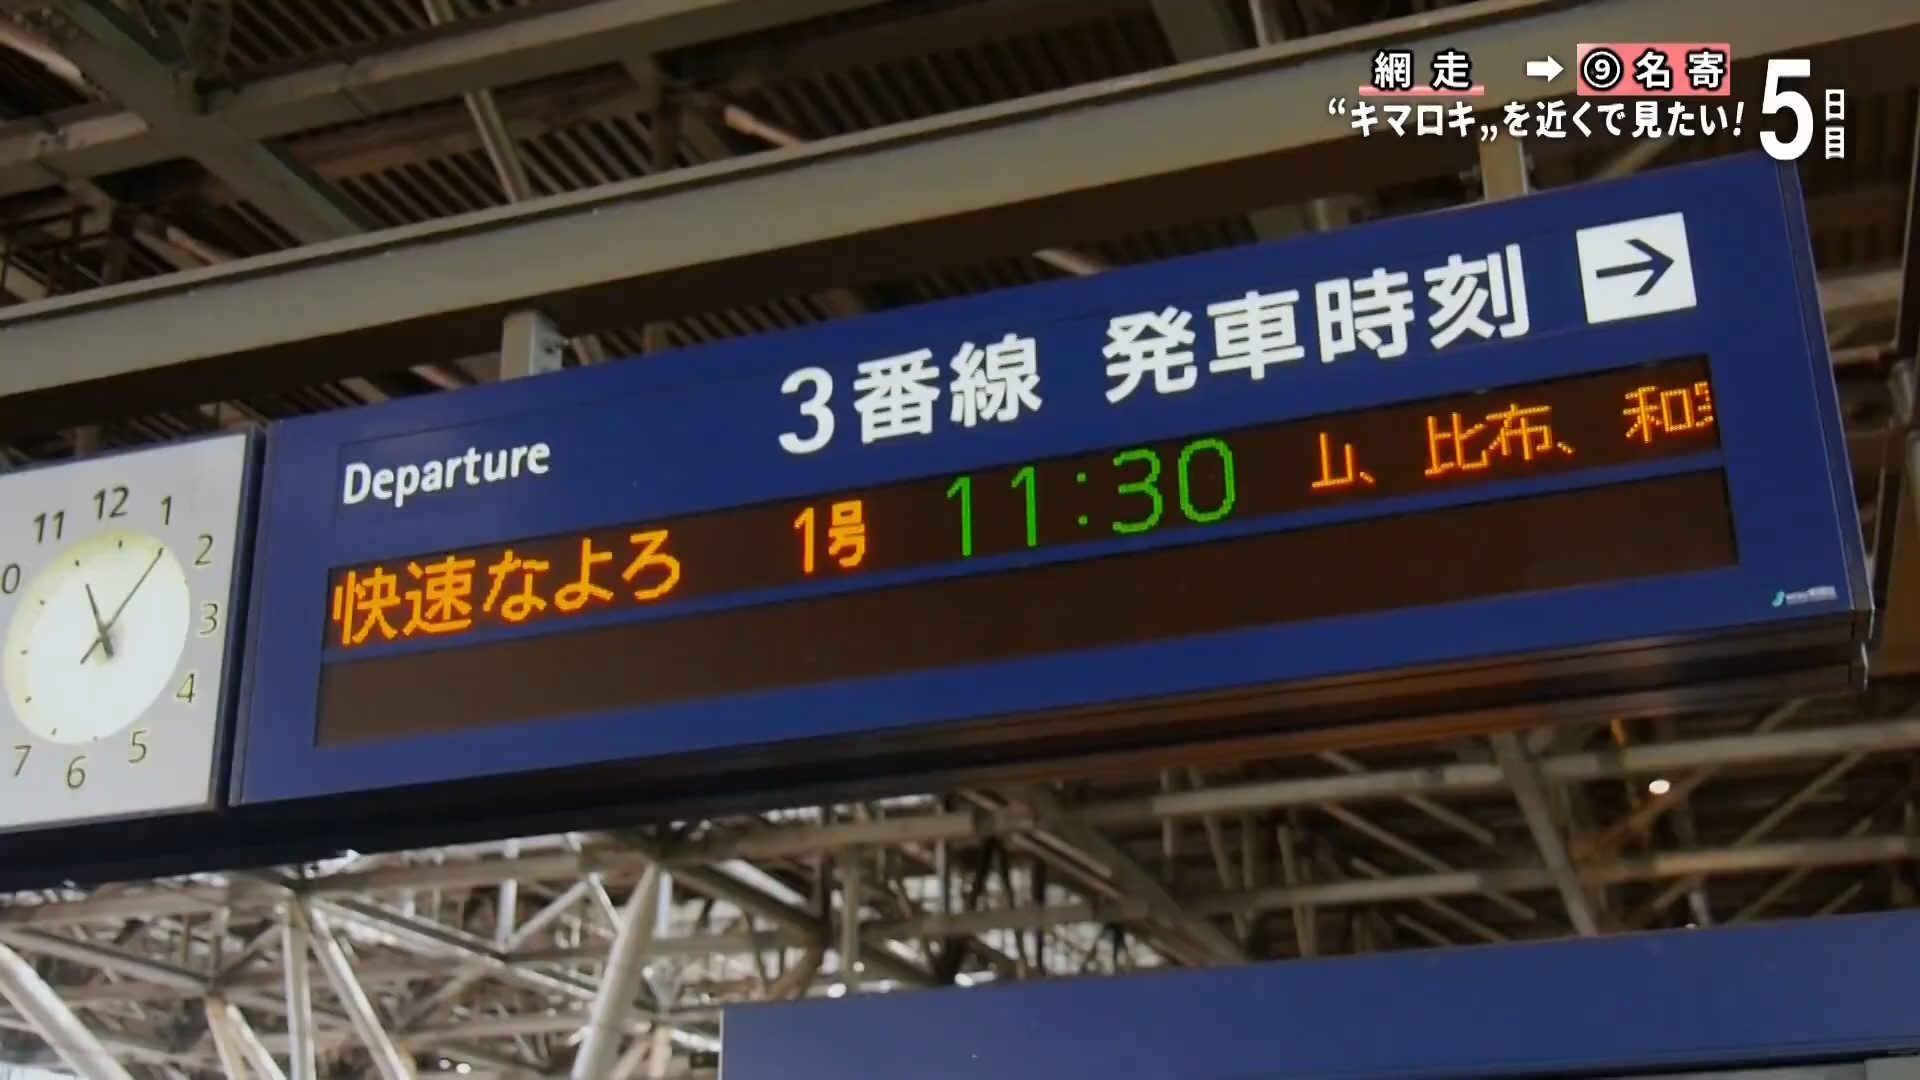 網走 ➡ ⑨名寄
“キマロキ„を近くで見たい! 5日目
3番線 発車時刻 →
Departure
快速なよろ 1号 11:30 山、比布、和
12
11 1
2
3
4
5
6
7